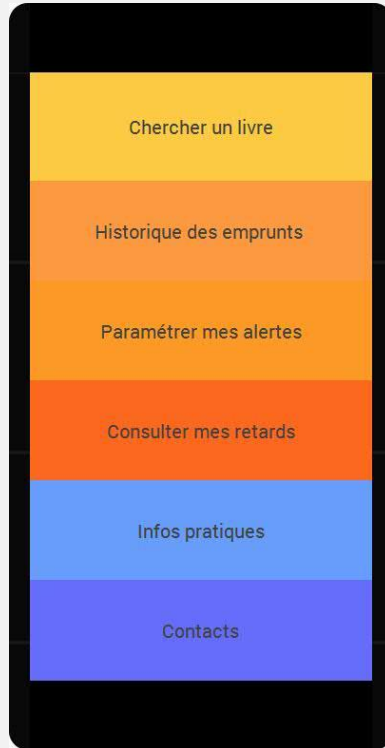 Chercher un livre
Historique des emprunts
Paramétrer mes alertes
Consulter mes retards
Infos pratiques
Contacts